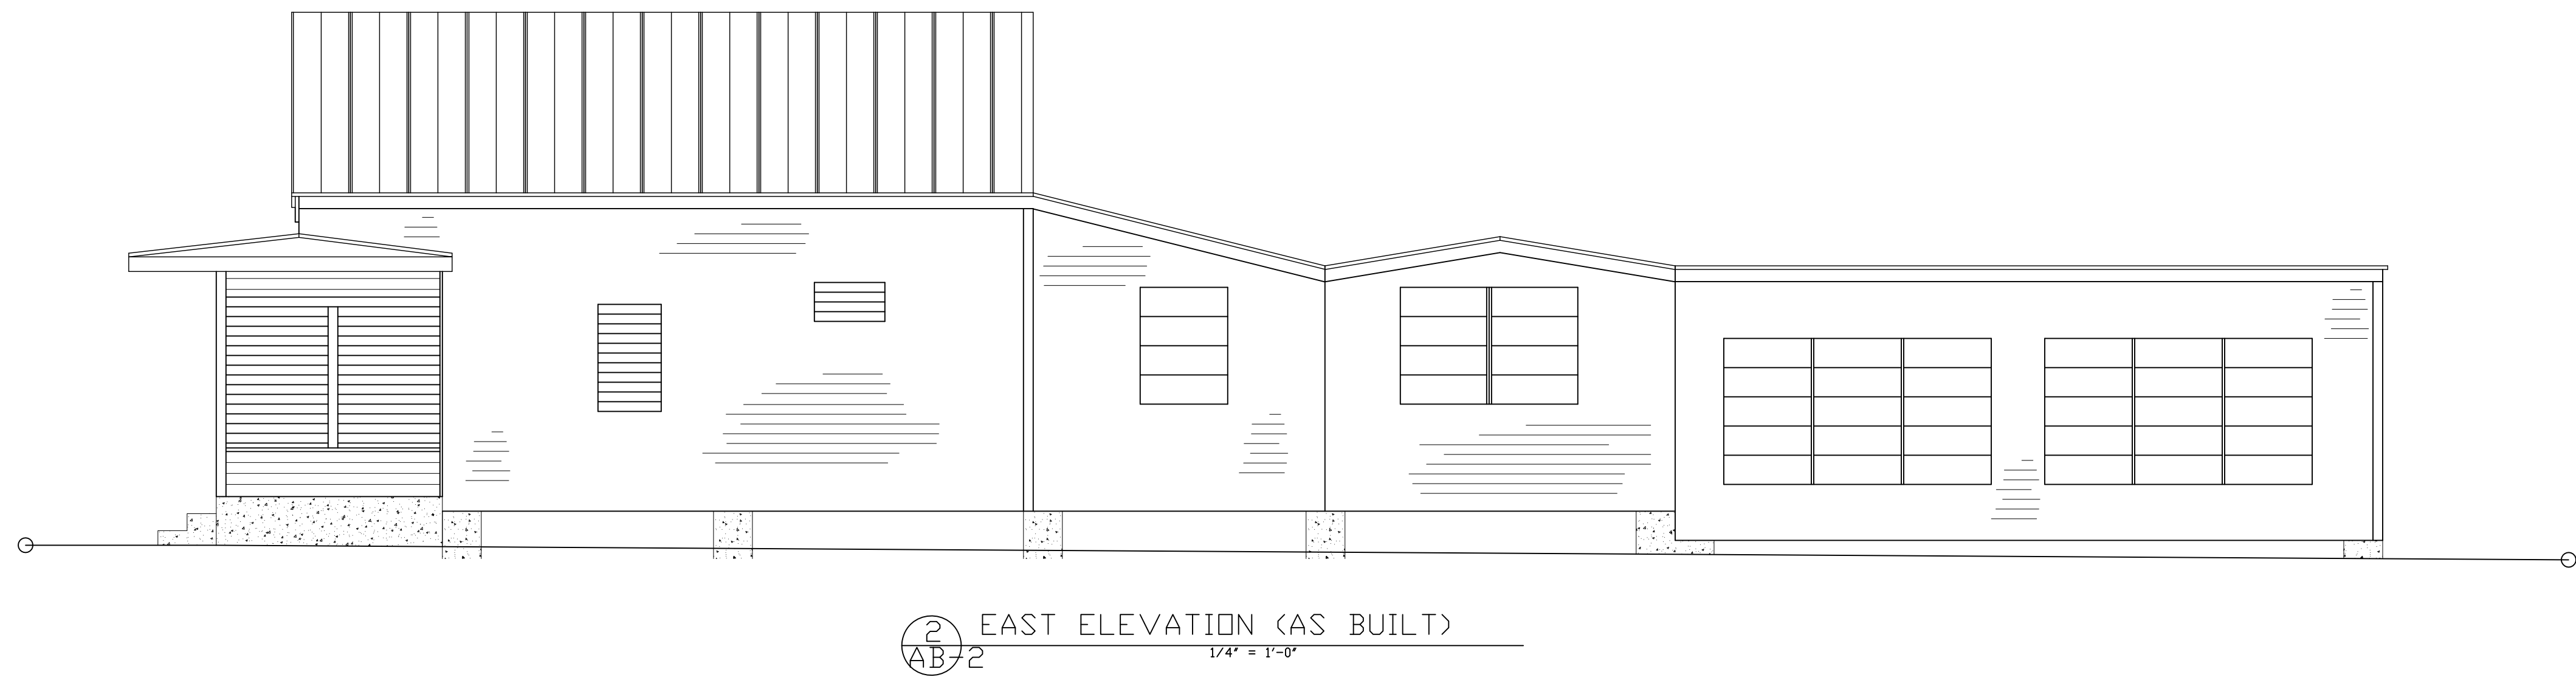 2
EAST ELEVATION (AS BUILT)
AB-2
1/4" = 1'-0"